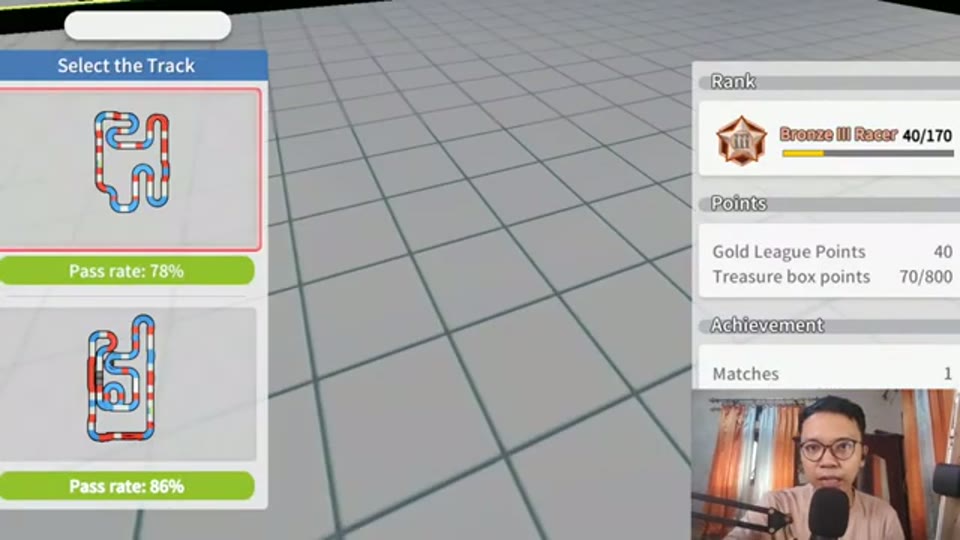 Select the Track
Pass rate: 78%
Pass rate: 86%
Rank
III
Bronze III Racer 40/170
Points
Gold League Points 40
Treasure box points 70/800
Achievement
Matches 1